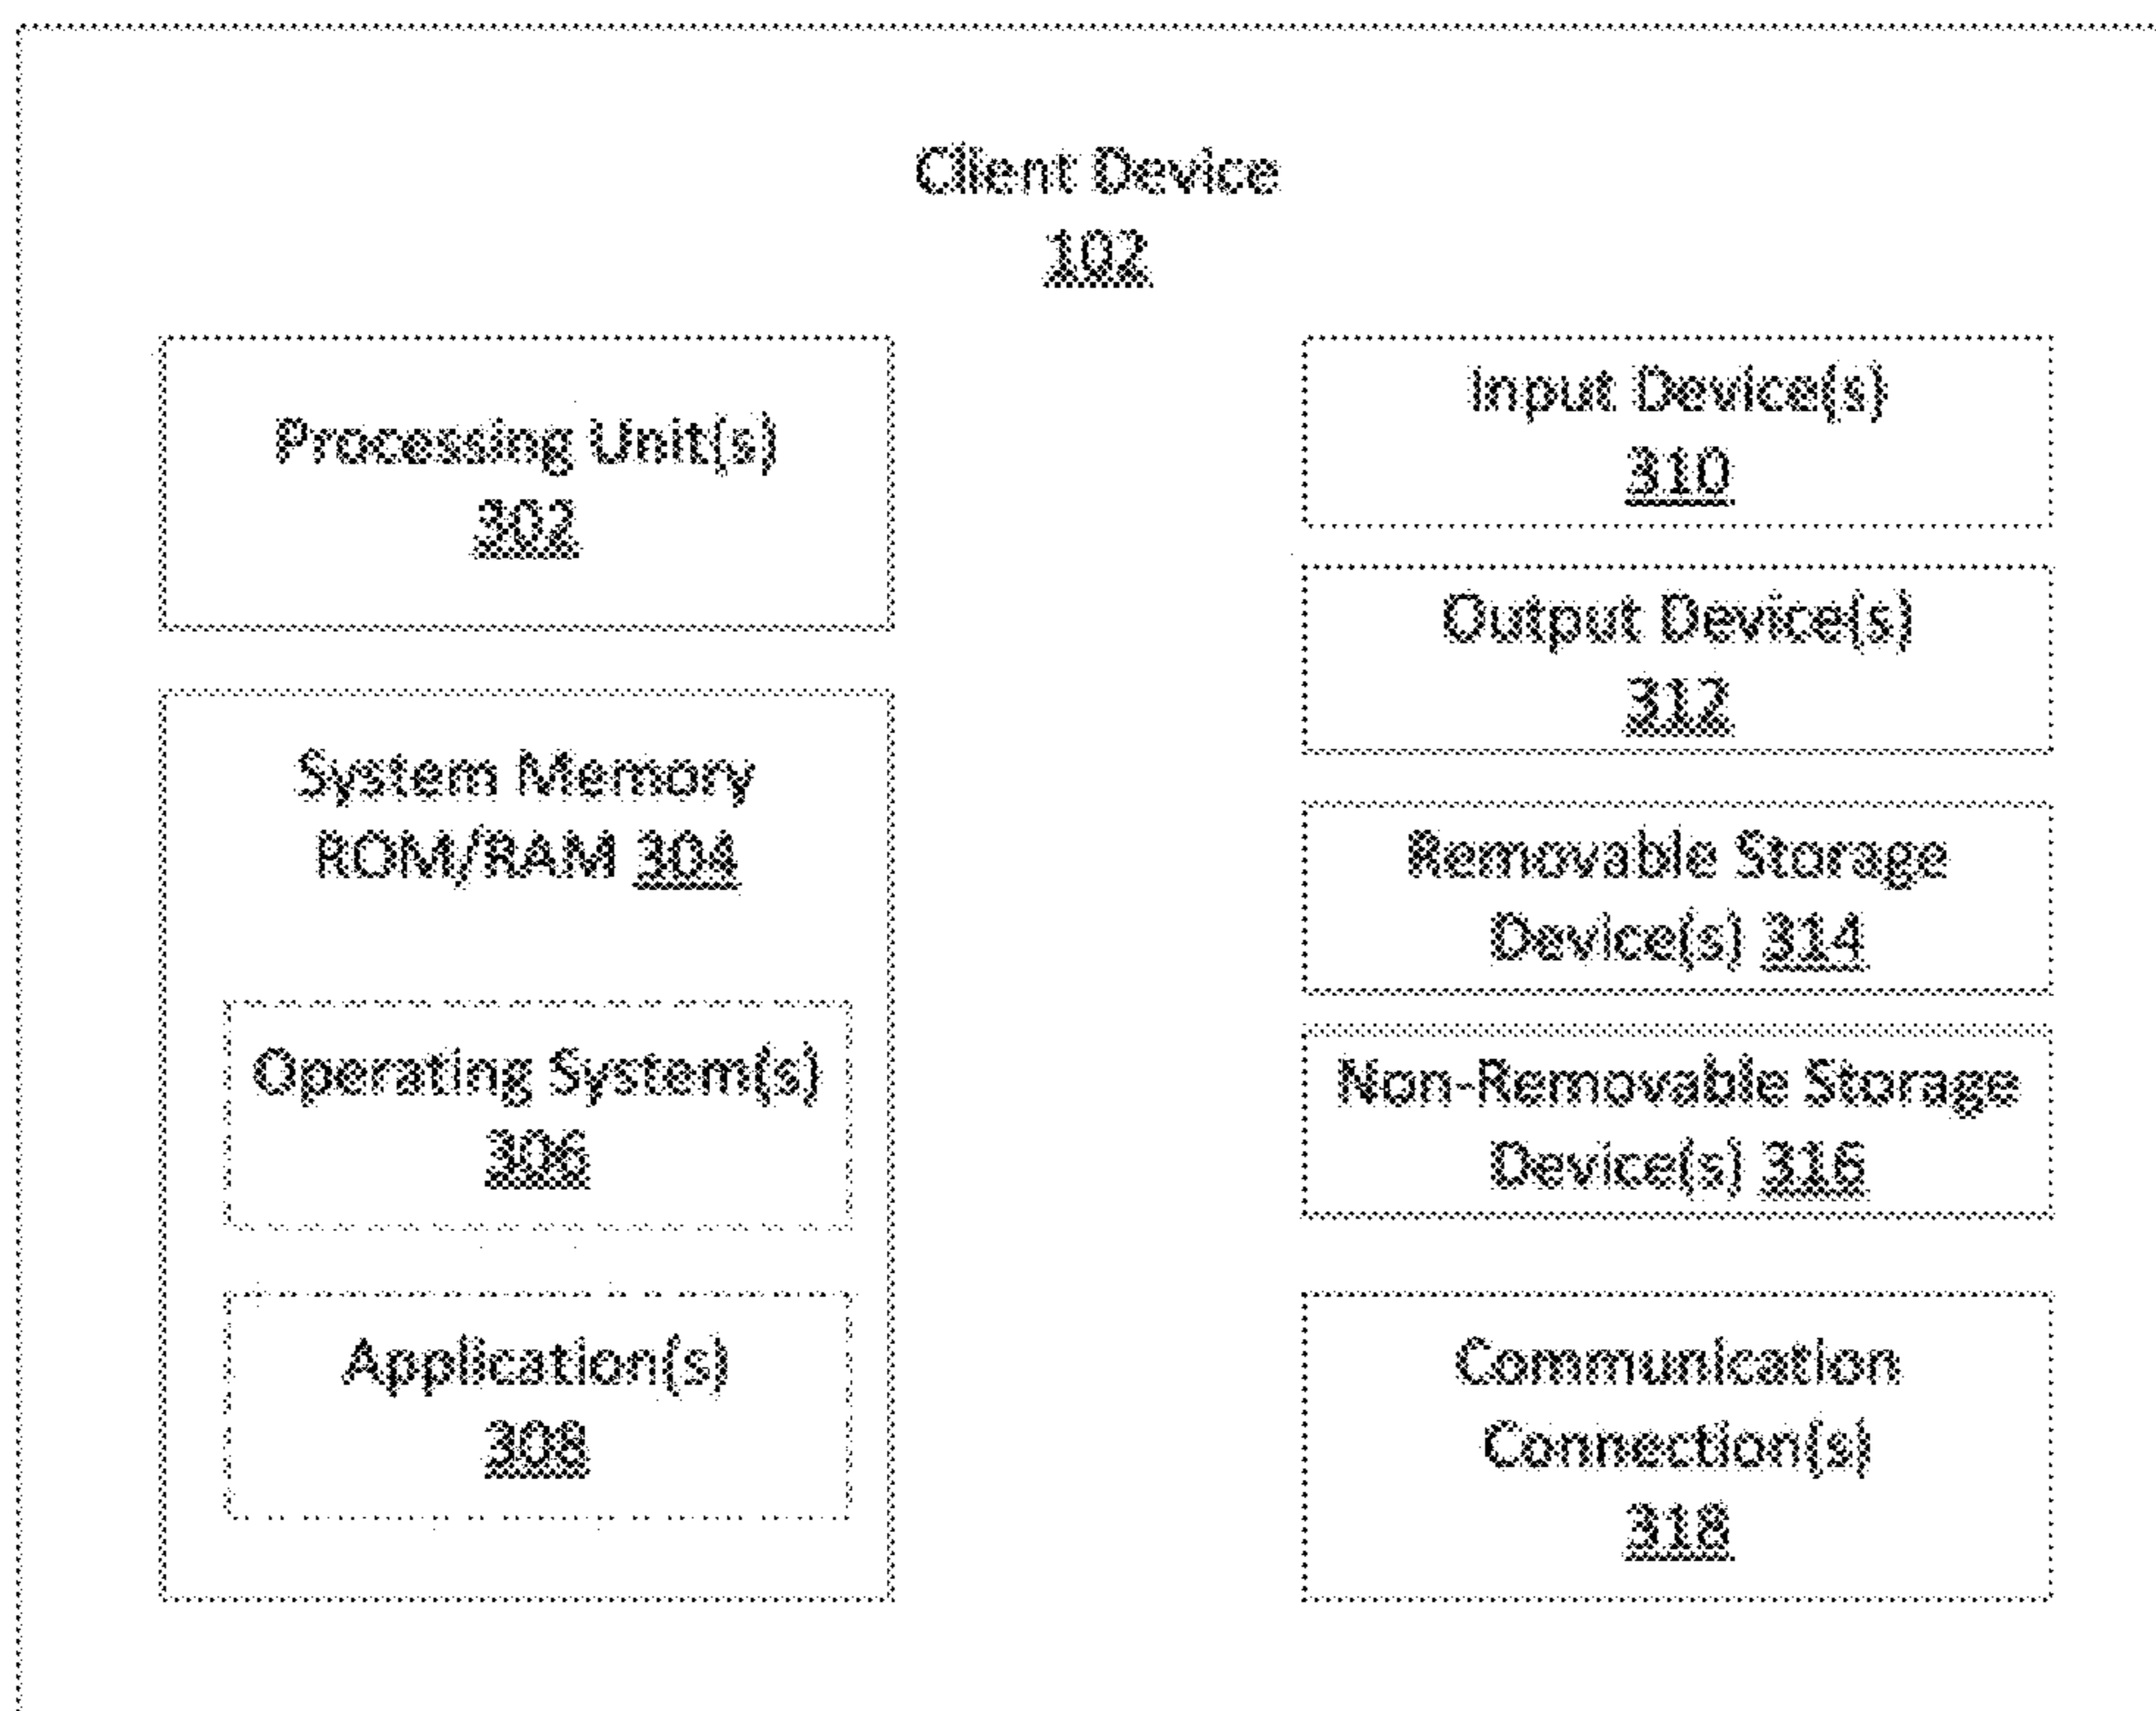 Client Device
102
Processing Unit(s)
302
System Memory
ROM/RAM 304
Operating System(s)
306
Application(s)
308
Input Device(s)
310
Output Device(s)
312
Removable Storage
Device(s) 314
Non-Removable Storage
Device(s) 316
Communication
Connection(s)
318